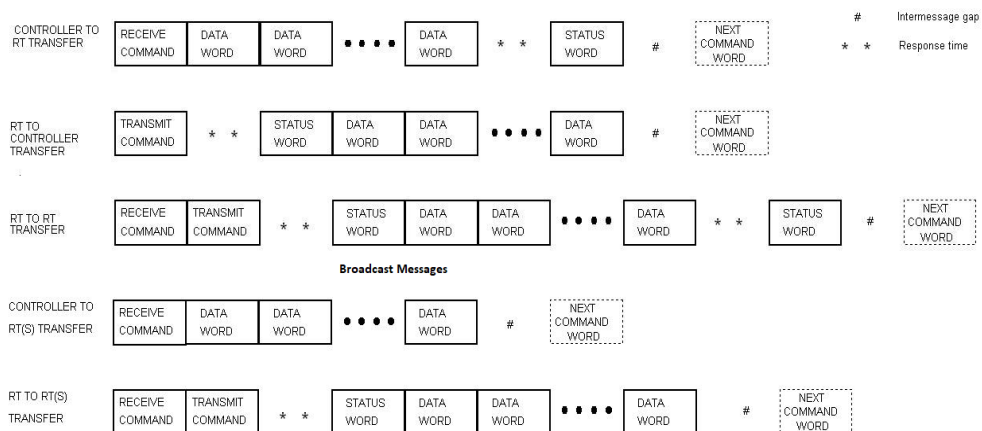 CONTROLLER TO
RT TRANSFER
RECEIVE
COMMAND
DATA
WORD
DATA
WORD
DATA
WORD
* *
STATUS
WORD
#
NEXT
COMMAND
WORD
# Intermessage gap
* * Response time
RT TO
CONTROLLER
TRANSFER
TRANSMIT
COMMAND
* *
STATUS
WORD
DATA
WORD
DATA
WORD
DATA
WORD
#
NEXT
COMMAND
WORD
RT TO RT
TRANSFER
RECEIVE
COMMAND
TRANSMIT
COMMAND
* *
STATUS
WORD
DATA
WORD
DATA
WORD
DATA
WORD
* *
STATUS
WORD
#
NEXT
COMMAND
WORD
Broadcast Messages
CONTROLLER TO
RT(S) TRANSFER
RECEIVE
COMMAND
DATA
WORD
DATA
WORD
DATA
WORD
#
NEXT
COMMAND
WORD
RT TO RT(S)
TRANSFER
RECEIVE
COMMAND
TRANSMIT
COMMAND
* *
STATUS
WORD
DATA
WORD
DATA
WORD
DATA
WORD
#
NEXT
COMMAND
WORD